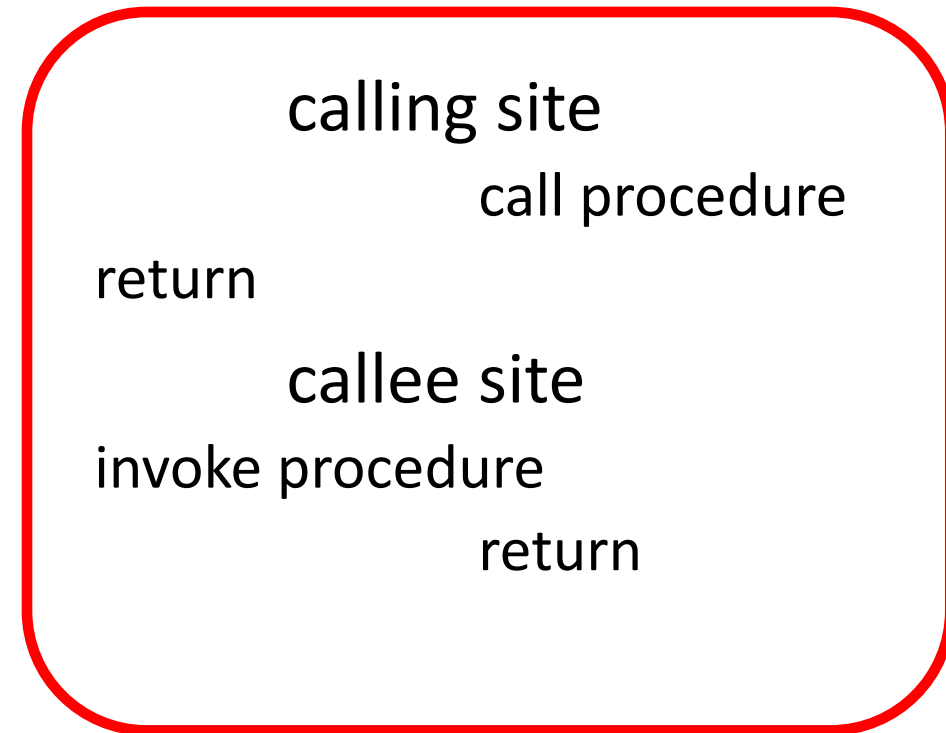 calling site
call procedure
return
callee site
invoke procedure
return